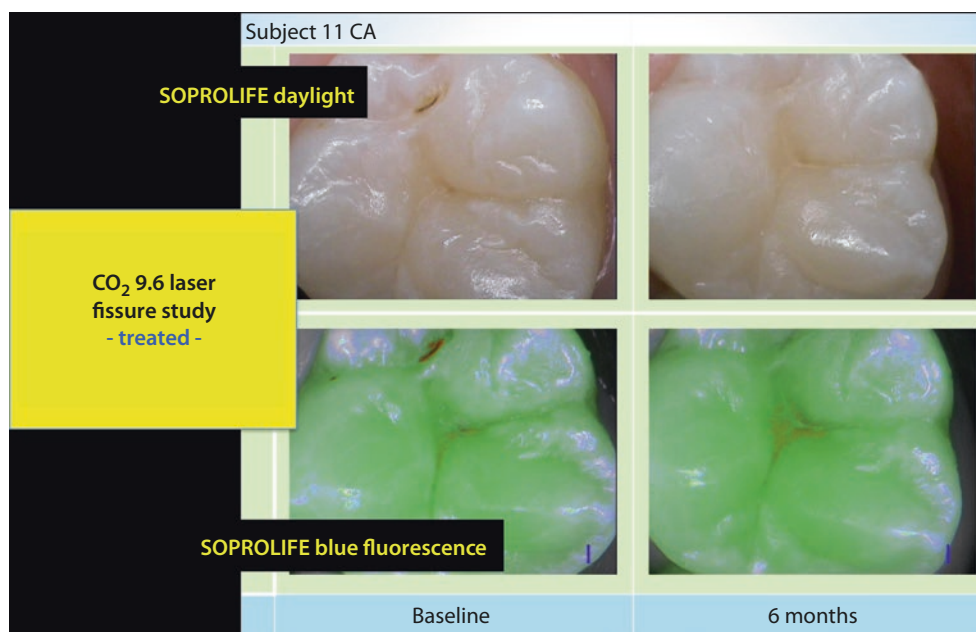 Subject 11 CA
SOPROLIFE daylight
CO₂ 9.6 laser
fissure study
- treated -
SOPROLIFE blue fluorescence
Baseline
6 months